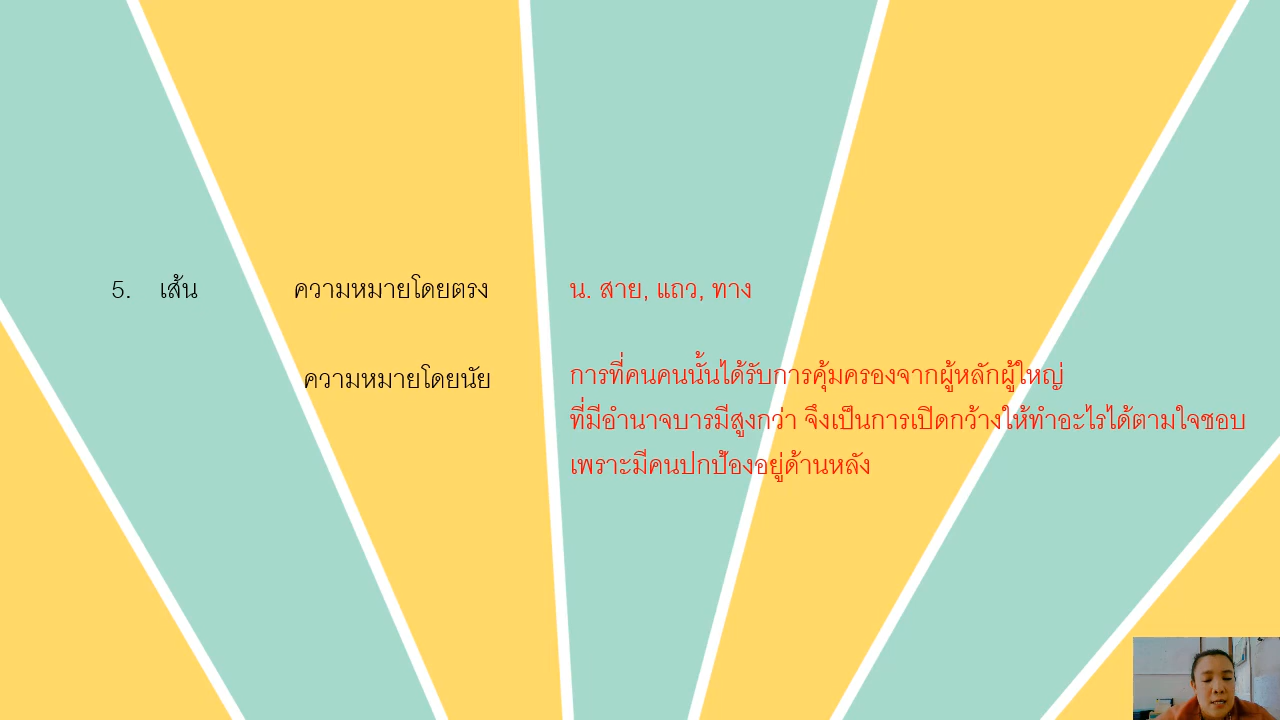 5. เส้น ความหมายโดยตรง น. สาย, แถว, ทาง
ความหมายโดยนัย การที่คนคนนั้นได้รับการคุ้มครองจากผู้หลักผู้ใหญ่
ที่มีอำนาจบารมีสูงกว่า จึงเป็นการเปิดกว้างให้ทำอะไรได้ตามใจชอบ
เพราะมีคนปกป้องอยู่ด้านหลัง